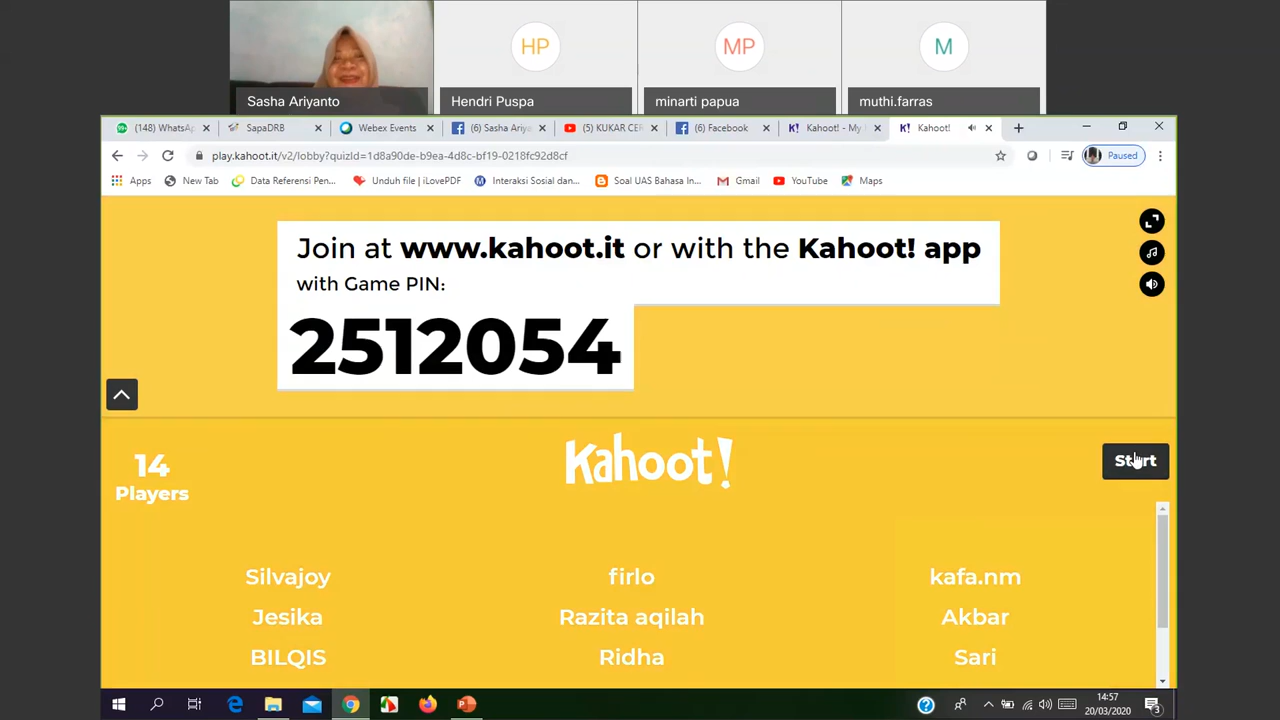 HP
MP
M
Sasha Ariyanto
Hendri Puspa
minarti papua
muthi.farras
(148) WhatsA
SapaDRB
Webex Events
(6) Sasha Ariya
(5) KUKAR CE
(6) Facebook
Kahoot! - My
Kahoot!
play.kahoot.it/v2/lobby?quizId=1d8a90de-b9ea-4d8c-bf19-0218fc92d8cf
Paused
Apps
New Tab
Data Referensi Pen...
Unduh file | iLovePDF
Interaksi Sosial dan...
Soal UAS Bahasa In...
Gmail
YouTube
Maps
Join at www.kahoot.it or with the Kahoot! app
with Game PIN:
2512054
14
Players
Kahoot!
Start
Silvajoy
firlo
kafa.nm
Jesika
Razita aqilah
Akbar
BILQIS
Ridha
Sari
14:57
20/03/2020
3